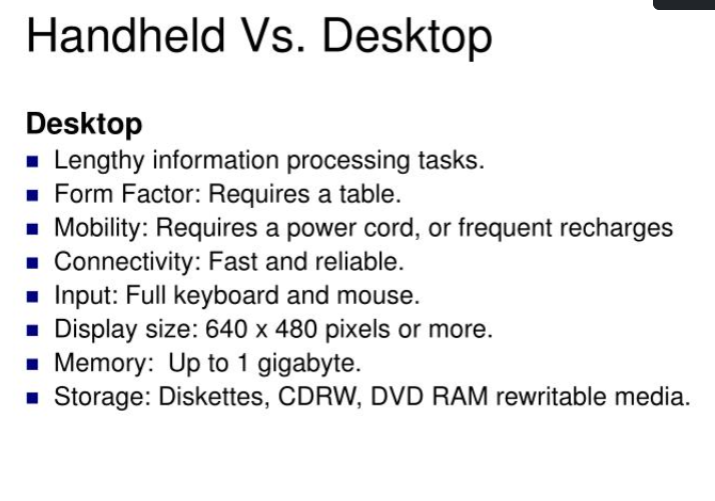 Handheld Vs. Desktop
Desktop
Lengthy information processing tasks.
Form Factor: Requires a table.
Mobility: Requires a power cord, or frequent recharges
Connectivity: Fast and reliable.
Input: Full keyboard and mouse.
Display size: 640 x 480 pixels or more.
Memory:  Up to 1 gigabyte.
Storage: Diskettes, CDRW, DVD RAM rewritable media.